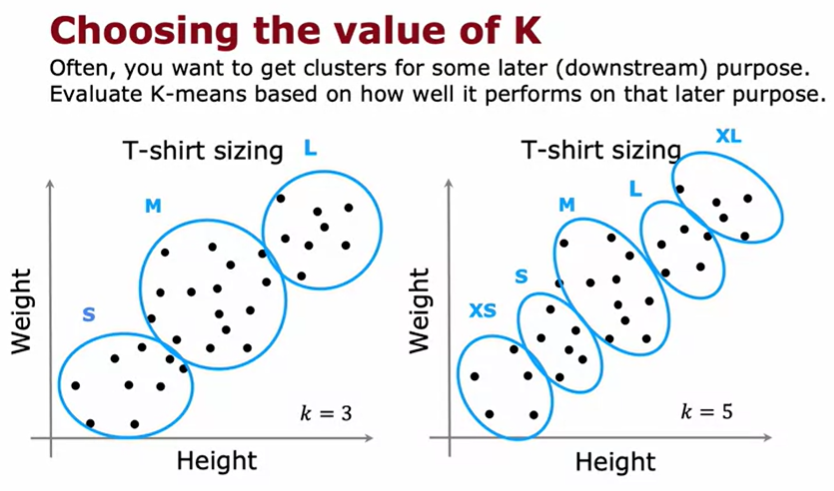 Choosing the value of K
Often, you want to get clusters for some later (downstream) purpose.
Evaluate K-means based on how well it performs on that later purpose.
T-shirt sizing
L
M
S
Weight
k = 3
Height
T-shirt sizing
XL
L
M
S
XS
Weight
k = 5
Height